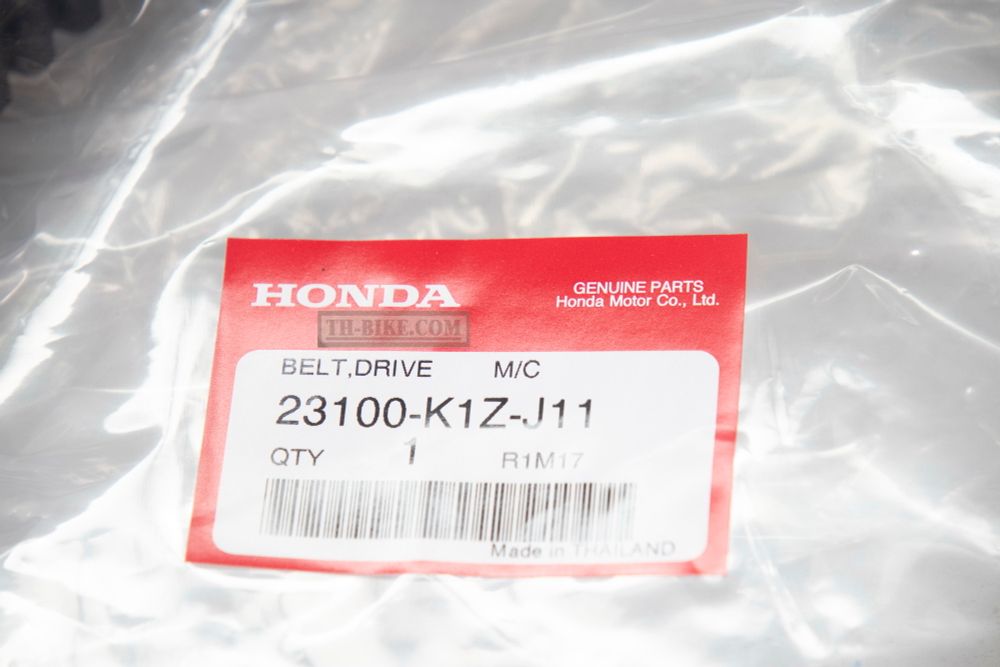 HONDA
GENUINE PARTS
Honda Motor Co., Ltd.
TH-BIKE.COM
BELT,DRIVE M/C
23100-K1Z-J11
QTY 1 R1M17
Made in THAILAND